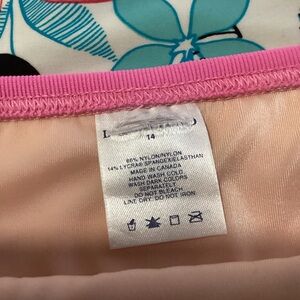 14
86% NYLON/NYLON
14% LYCRA® SPANDEX/ELASTHAN
MADE IN CANADA
HAND WASH COLD
WASH DARK COLORS
SEPARATELY
DO NOT BLEACH
LINE DRY. DO NOT IRON